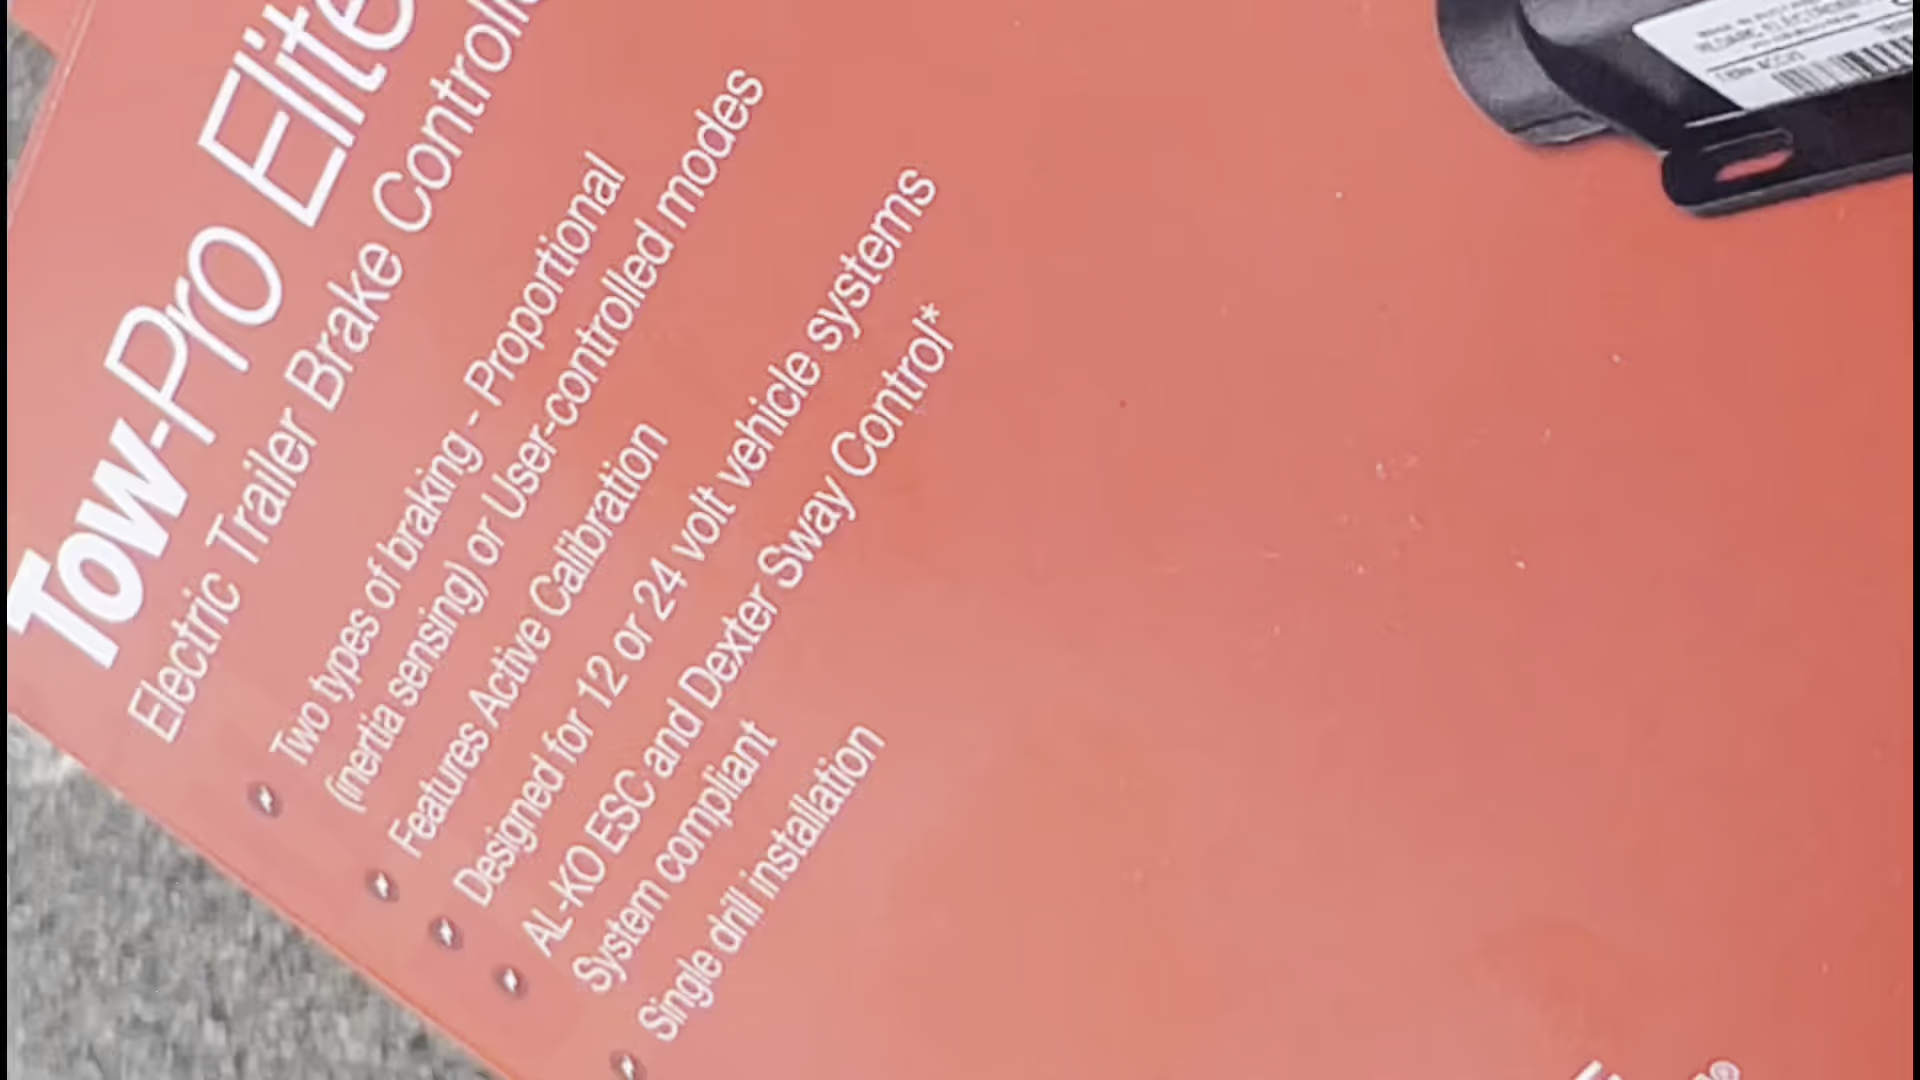 Tow-Pro Elite
Electric Trailer Brake Controlle
Two types of braking - Proportional
(inertia sensing) or User-controlled modes
Features Active Calibration
Designed for 12 or 24 volt vehicle systems
AL-KO ESC and Dexter Sway Control*
System compliant
Single drill installation